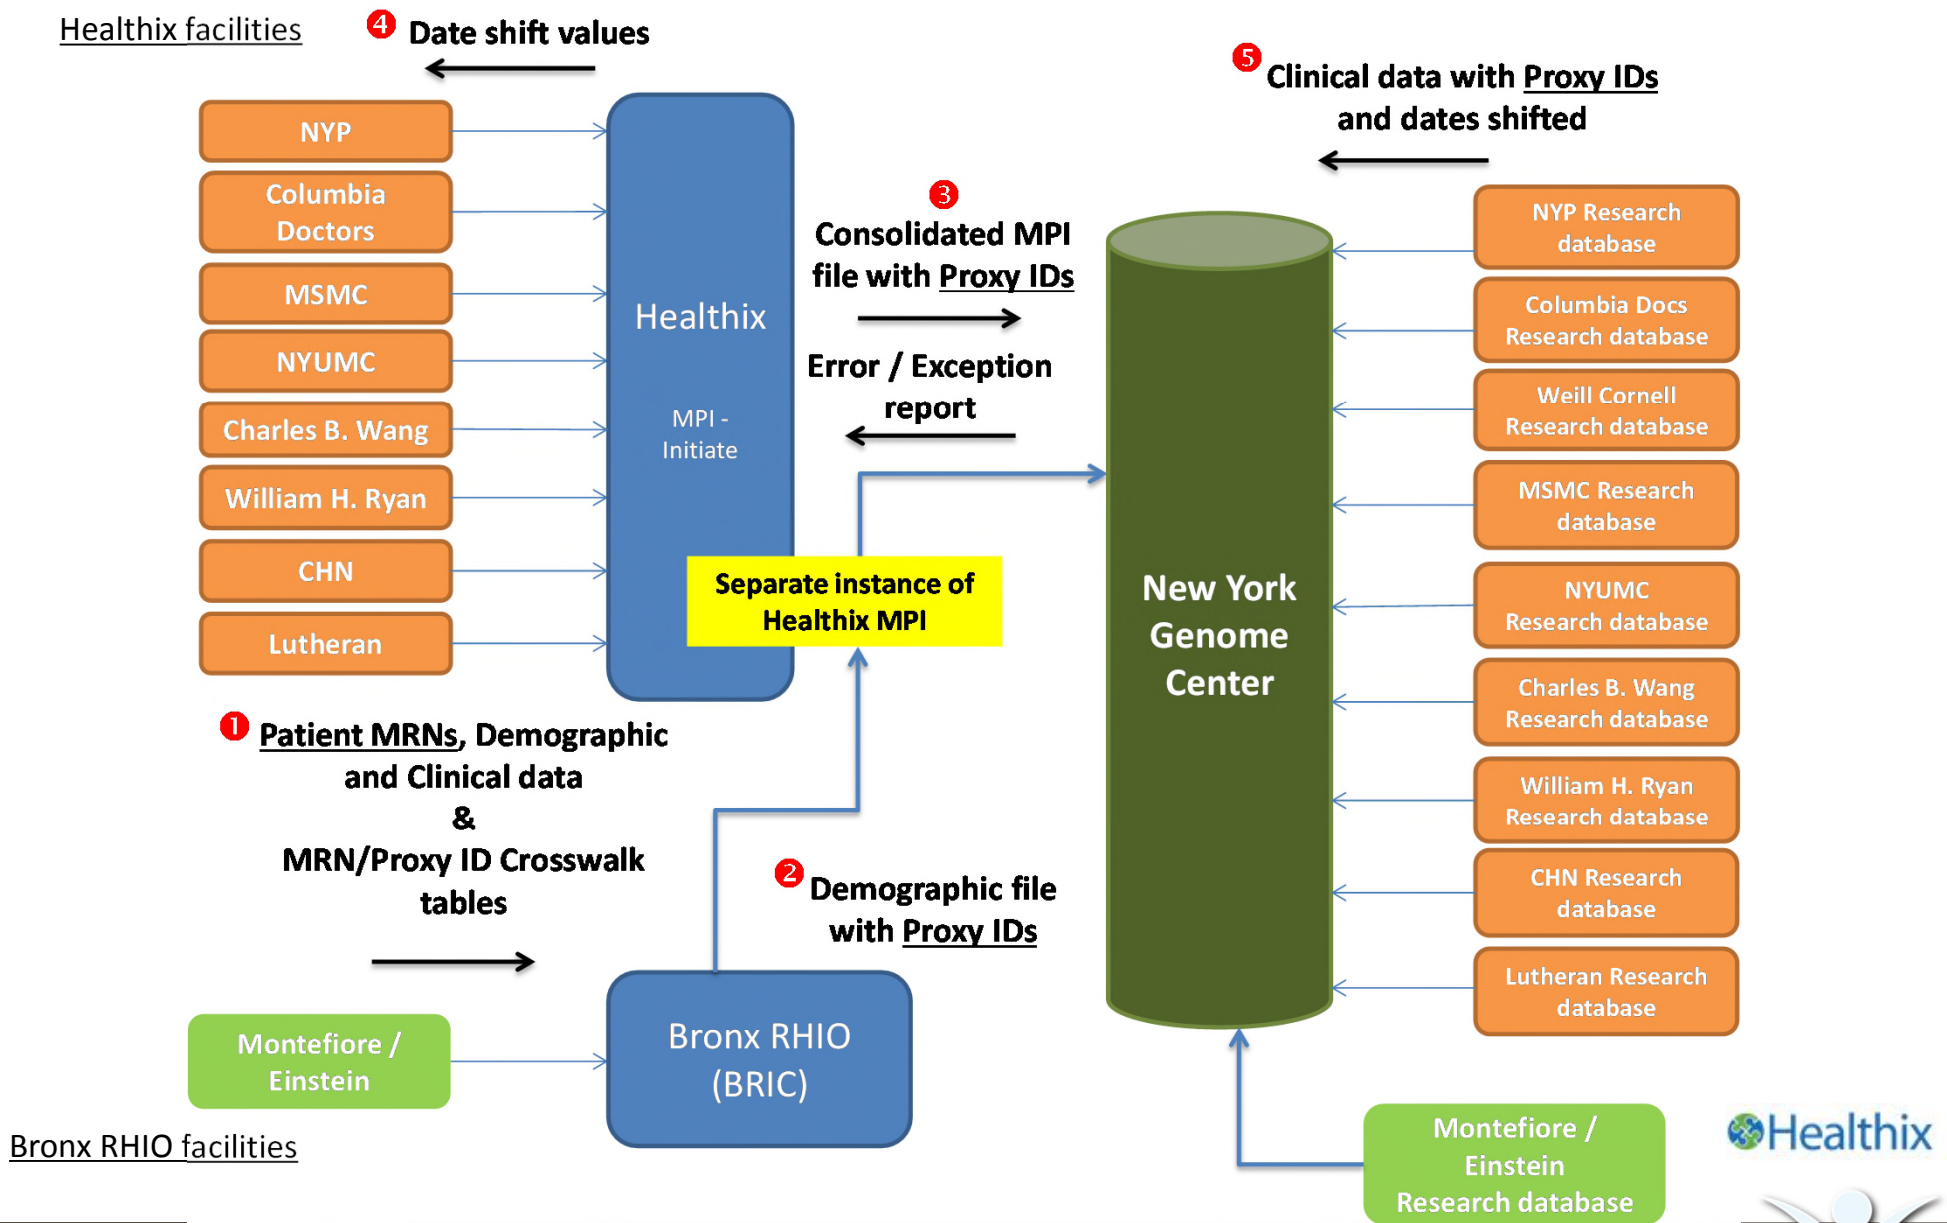 Healthix facilities
4 Date shift values
NYP
Columbia
Doctors
MSMC
NYUMC
Charles B. Wang
William H. Ryan
CHN
Lutheran
Healthix
MPI -
Initiate
Separate instance of
Healthix MPI
1 Patient MRNs, Demographic
and Clinical data
&
MRN/Proxy ID Crosswalk
tables
2 Demographic file
with Proxy IDs
3
Consolidated MPI
file with Proxy IDs
Error / Exception
report
5 Clinical data with Proxy IDs
and dates shifted
New York
Genome
Center
NYP Research
database
Columbia Docs
Research database
Weill Cornell
Research database
MSMC Research
database
NYUMC
Research database
Charles B. Wang
Research database
William H. Ryan
Research database
CHN Research
database
Lutheran Research
database
Montefiore /
Einstein
Bronx RHIO
(BRIC)
Bronx RHIO facilities
Montefiore /
Einstein
Research database
Healthix